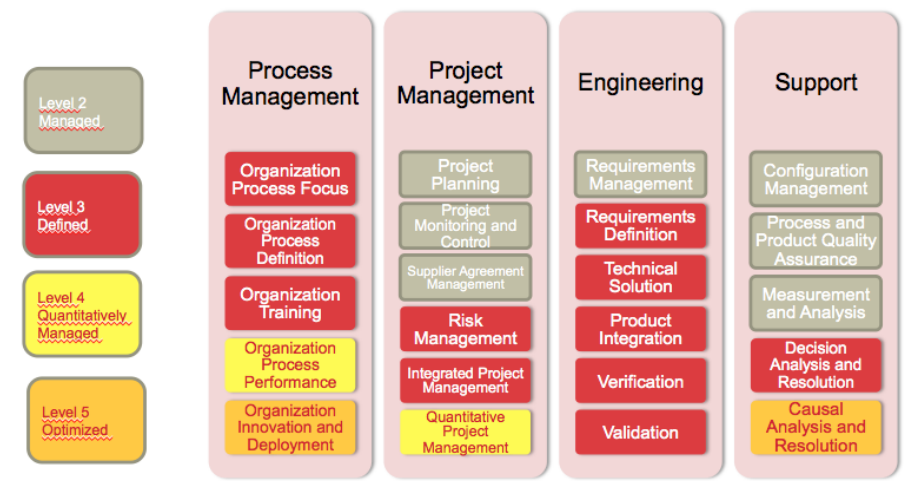 Level 2
Managed
Level 3
Defined
Level 4
Quantitatively
Managed
Level 5
Optimized
Process
Management
Organization
Process Focus
Organization
Process
Definition
Organization
Training
Organization
Process
Performance
Organization
Innovation and
Deployment
Project
Management
Project
Planning
Project
Monitoring and
Control
Supplier Agreement
Management
Risk
Management
Integrated Project
Management
Quantitative
Project
Management
Engineering
Requirements
Management
Requirements
Definition
Technical
Solution
Product
Integration
Verification
Validation
Support
Configuration
Management
Process and
Product Quality
Assurance
Measurement
and Analysis
Decision
Analysis and
Resolution
Causal
Analysis and
Resolution